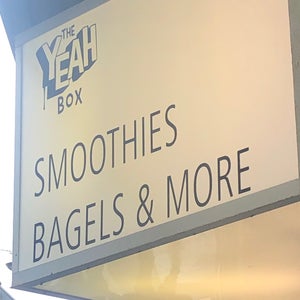 THE
YEAH
BOX
SMOOTHIES
BAGELS & MORE